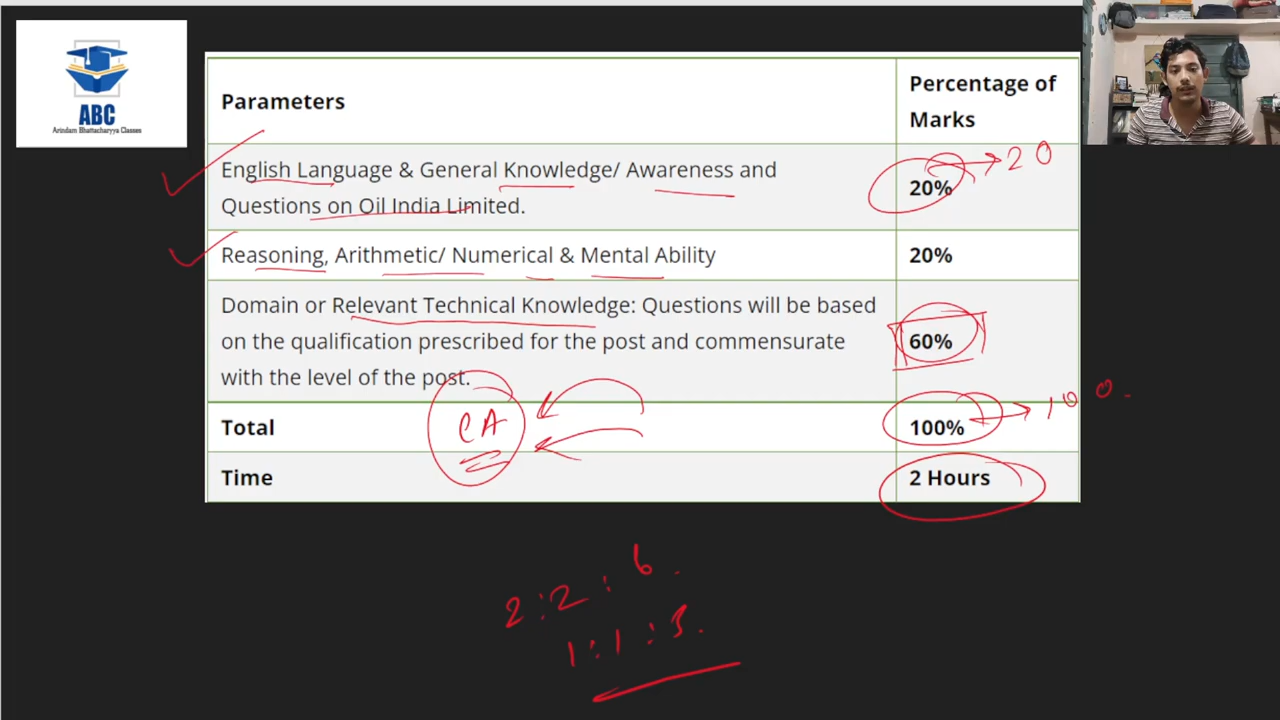 ABC
Arindam Bhattacharyya Classes
Parameters
Percentage of
Marks
English Language & General Knowledge/ Awareness and
Questions on Oil India Limited.
20%
20
Reasoning, Arithmetic/ Numerical & Mental Ability
20%
Domain or Relevant Technical Knowledge: Questions will be based
on the qualification prescribed for the post and commensurate
with the level of the post.
60%
Total
CA
100%
100.
Time
2 Hours
2:2:6.
1:1:3.